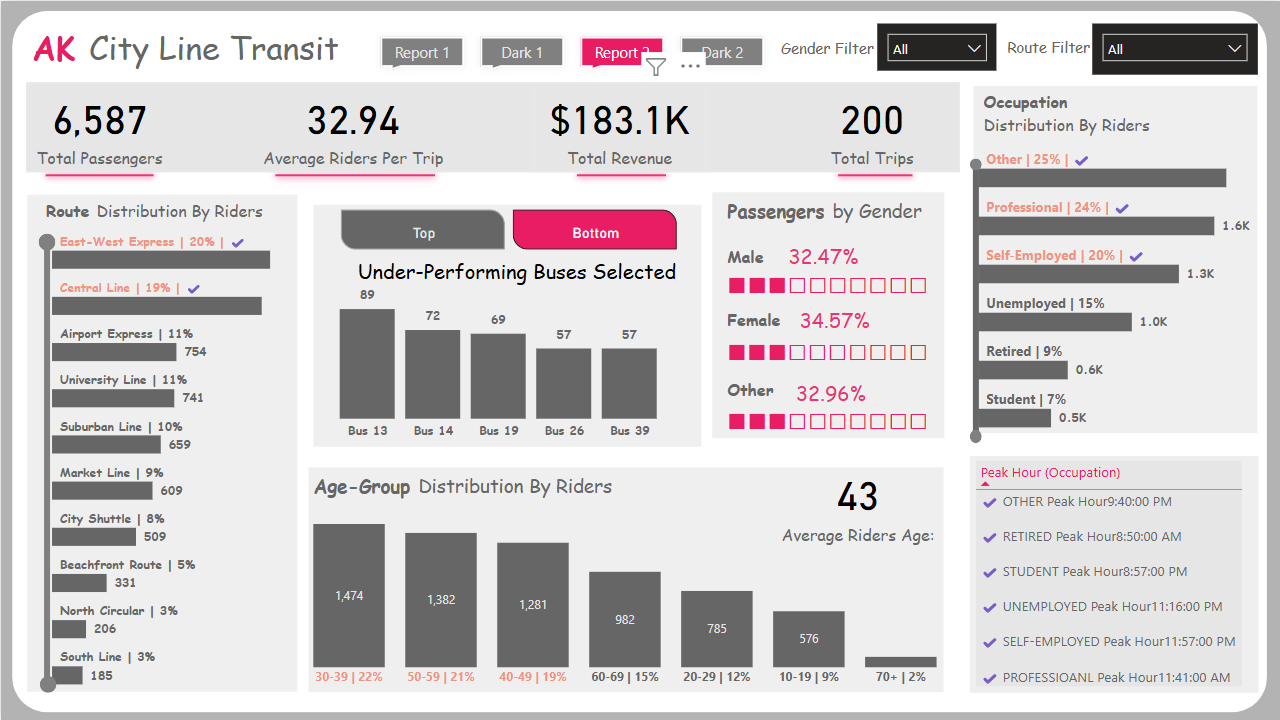 AK City Line Transit
Report 1
Dark 1
Report 2
Dark 2
Gender Filter
All
Route Filter
All
6,587
Total Passengers
32.94
Average Riders Per Trip
$183.1K
Total Revenue
200
Total Trips
Route Distribution By Riders
East-West Express | 20% |
Central Line | 19% |
Airport Express | 11%
754
University Line | 11%
741
Suburban Line | 10%
659
Market Line | 9%
609
City Shuttle | 8%
509
Beachfront Route | 5%
331
North Circular | 3%
206
South Line | 3%
185
Top
Bottom
Under-Performing Buses Selected
89
72
69
57
57
Bus 13
Bus 14
Bus 19
Bus 26
Bus 39
Passengers by Gender
Male 32.47%
Female 34.57%
Other 32.96%
Age-Group Distribution By Riders
43
Average Riders Age:
1,474
1,382
1,281
982
785
576
30-39 | 22%
50-59 | 21%
40-49 | 19%
60-69 | 15%
20-29 | 12%
10-19 | 9%
70+ | 2%
Occupation
Distribution By Riders
Other | 25% |
Professional | 24% |
1.6K
Self-Employed | 20% |
1.3K
Unemployed | 15%
1.0K
Retired | 9%
0.6K
Student | 7%
0.5K
Peak Hour (Occupation)
OTHER Peak Hour9:40:00 PM
RETIRED Peak Hour8:50:00 AM
STUDENT Peak Hour8:57:00 PM
UNEMPLOYED Peak Hour11:16:00 PM
SELF-EMPLOYED Peak Hour11:57:00 PM
PROFESSIOANL Peak Hour11:41:00 AM